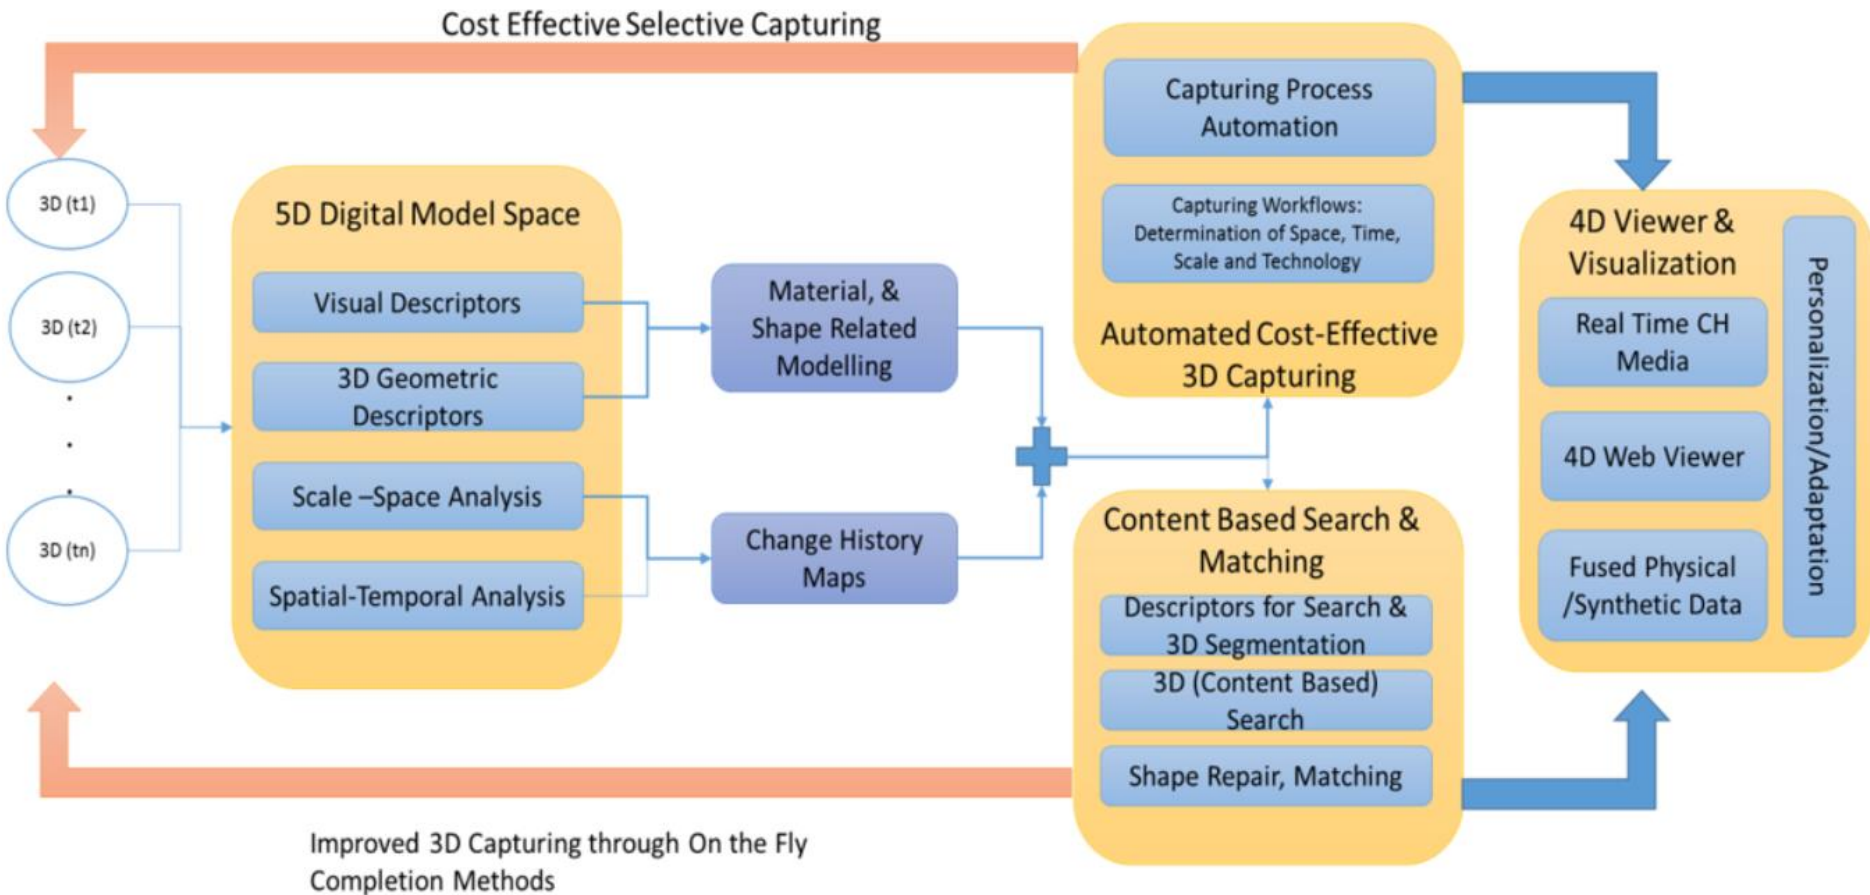 Cost Effective Selective Capturing
3D (t1)
3D (t2)
.
.
.
3D (tn)
5D Digital Model Space
Visual Descriptors
3D Geometric
Descriptors
Scale –Space Analysis
Spatial-Temporal Analysis
Material, &
Shape Related
Modelling
Change History
Maps
Capturing Process
Automation
Capturing Workflows:
Determination of Space, Time,
Scale and Technology
Automated Cost-Effective
3D Capturing
Content Based Search &
Matching
Descriptors for Search &
3D Segmentation
3D (Content Based)
Search
Shape Repair, Matching
4D Viewer &
Visualization
Real Time CH
Media
4D Web Viewer
Fused Physical
/Synthetic Data
Personalization/Adaptation
Improved 3D Capturing through On the Fly
Completion Methods